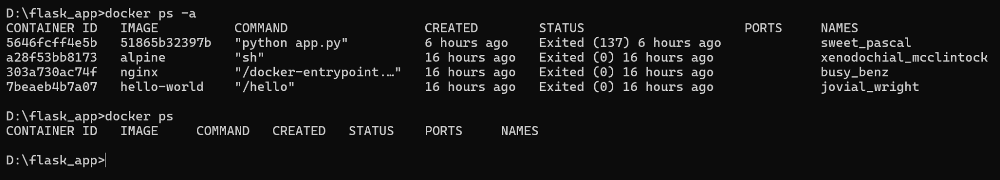 D:\flask_app>docker ps -a
CONTAINER ID   IMAGE          COMMAND                  CREATED        STATUS                      PORTS     NAMES
5646fcff4e5b   51865b32397b   "python app.py"          6 hours ago    Exited (137) 6 hours ago              sweet_pascal
a28f53bb8173   alpine         "sh"                     16 hours ago   Exited (0) 16 hours ago               xenodochial_mcclintock
303a730ac74f   nginx          "/docker-entrypoint.…"   16 hours ago   Exited (0) 16 hours ago               busy_benz
7beaeb4b7a07   hello-world    "/hello"                 16 hours ago   Exited (0) 16 hours ago               jovial_wright
D:\flask_app>docker ps
CONTAINER ID   IMAGE     COMMAND   CREATED   STATUS    PORTS     NAMES
D:\flask_app>